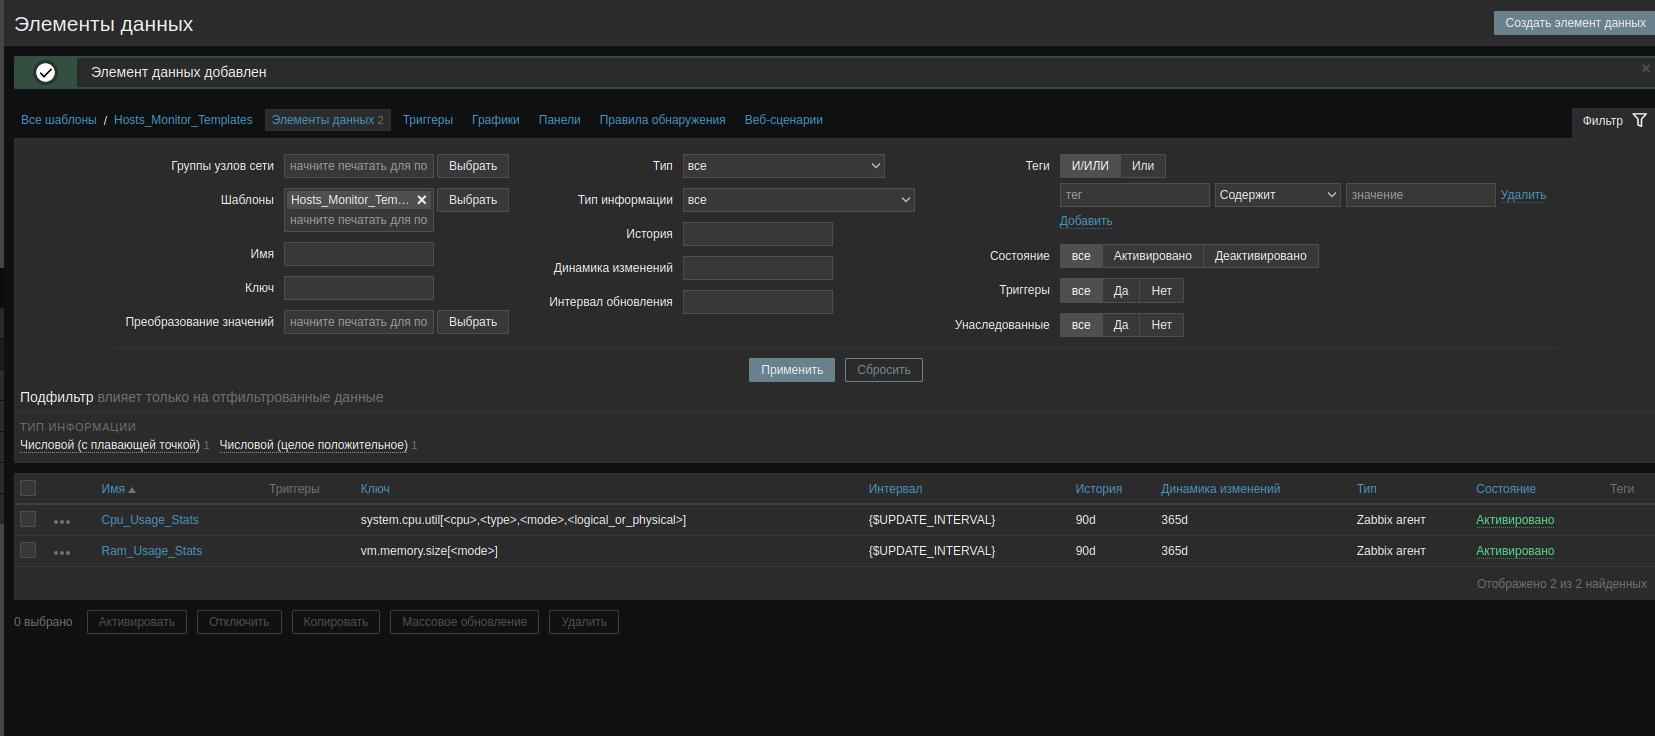 Элементы данных
Создать элемент данных
Элемент данных добавлен
Все шаблоны / Hosts_Monitor_Templates Элементы данных 2 Триггеры Графики Панели Правила обнаружения Веб-сценарии Фильтр
Группы узлов сети начните печатать для по Выбрать Тип все Теги И/ИЛИ Или
тег Содержит значение Удалить
Шаблоны Hosts_Monitor_Tem... Выбрать Тип информации все
начните печатать для по Добавить
История
Имя Состояние все Активировано Деактивировано
Динамика изменений
Ключ Триггеры все Да Нет
Интервал обновления
Преобразование значений начните печатать для по Выбрать Унаследованные все Да Нет
Применить Сбросить
Подфильтр влияет только на отфильтрованные данные
ТИП ИНФОРМАЦИИ
Числовой (с плавающей точкой) 1 Числовой (целое положительное) 1
Имя Триггеры Ключ Интервал История Динамика изменений Тип Состояние Теги
Cpu_Usage_Stats system.cpu.util[<cpu>,<type>,<mode>,<logical_or_physical>] {$UPDATE_INTERVAL} 90d 365d Zabbix агент Активировано
Ram_Usage_Stats vm.memory.size[<mode>] {$UPDATE_INTERVAL} 90d 365d Zabbix агент Активировано
Отображено 2 из 2 найденных
0 выбрано Активировать Отключить Копировать Массовое обновление Удалить